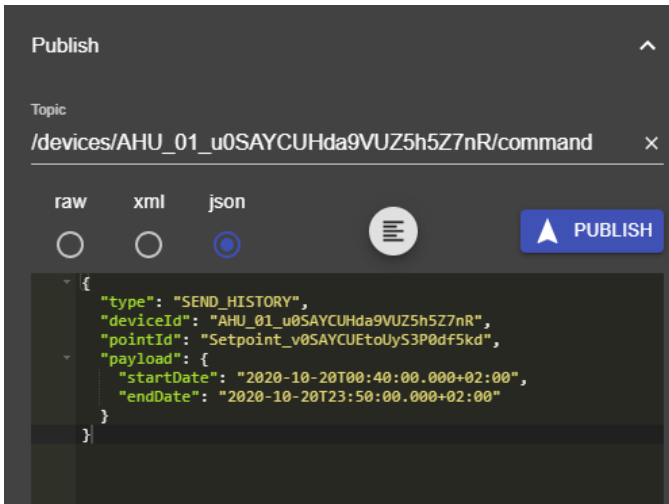 Publish
Topic
/devices/AHU_01_u0SAYCUHda9VUZ5h5Z7nR/command
raw xml json
PUBLISH
{
"type": "SEND_HISTORY",
"deviceId": "AHU_01_u0SAYCUHda9VUZ5h5Z7nR",
"pointId": "Setpoint_v0SAYCUEtoUyS3P0df5kd",
"payload": {
"startDate": "2020-10-20T00:40:00.000+02:00",
"endDate": "2020-10-20T23:50:00.000+02:00"
}
}